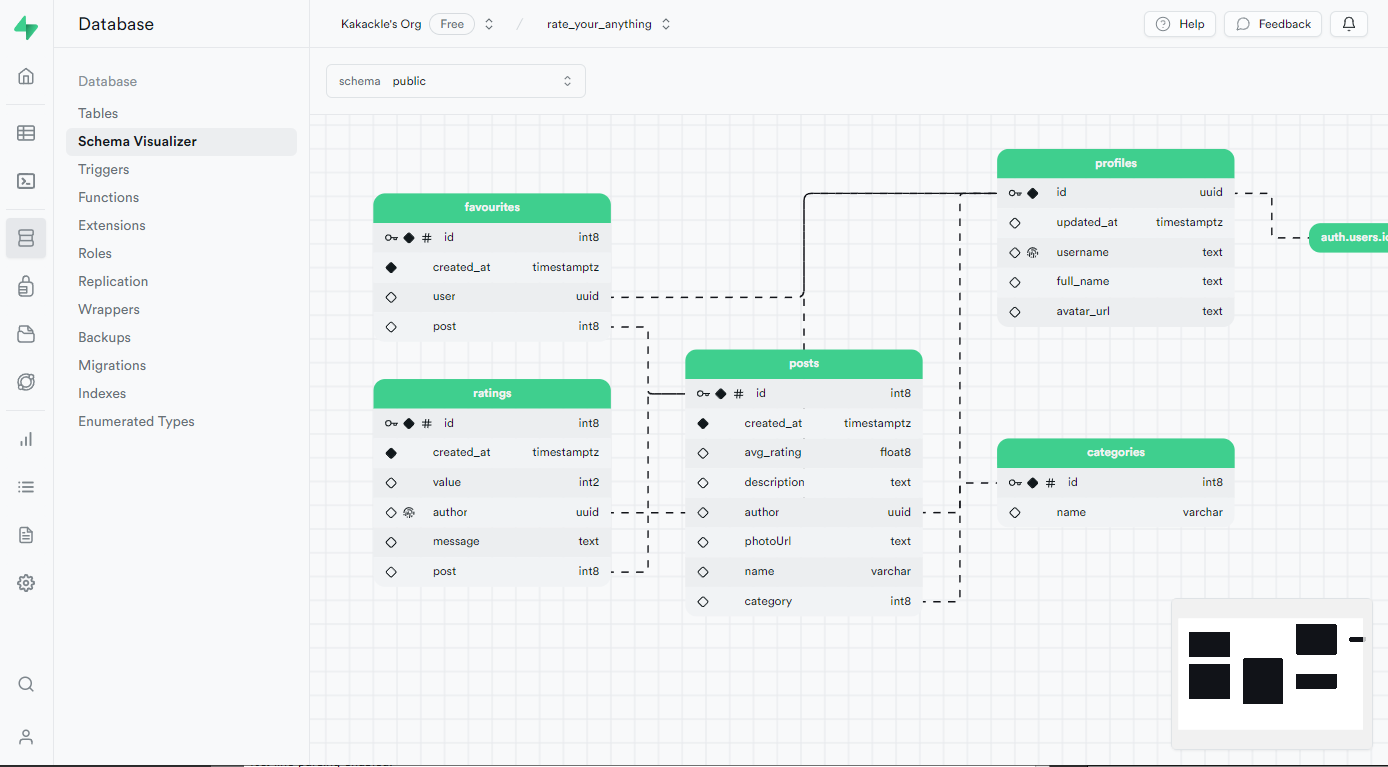 Database
Kakackle's Org Free / rate_your_anything
Help
Feedback
Database
Tables
Schema Visualizer
Triggers
Functions
Extensions
Roles
Replication
Wrappers
Backups
Migrations
Indexes
Enumerated Types
schema public
favourites
# id int8
created_at timestamptz
user uuid
post int8
ratings
# id int8
created_at timestamptz
value int2
author uuid
message text
post int8
posts
# id int8
created_at timestamptz
avg_rating float8
description text
author uuid
photoUrl text
name varchar
category int8
profiles
id uuid
updated_at timestamptz
username text
full_name text
avatar_url text
auth.users.i
categories
# id int8
name varchar